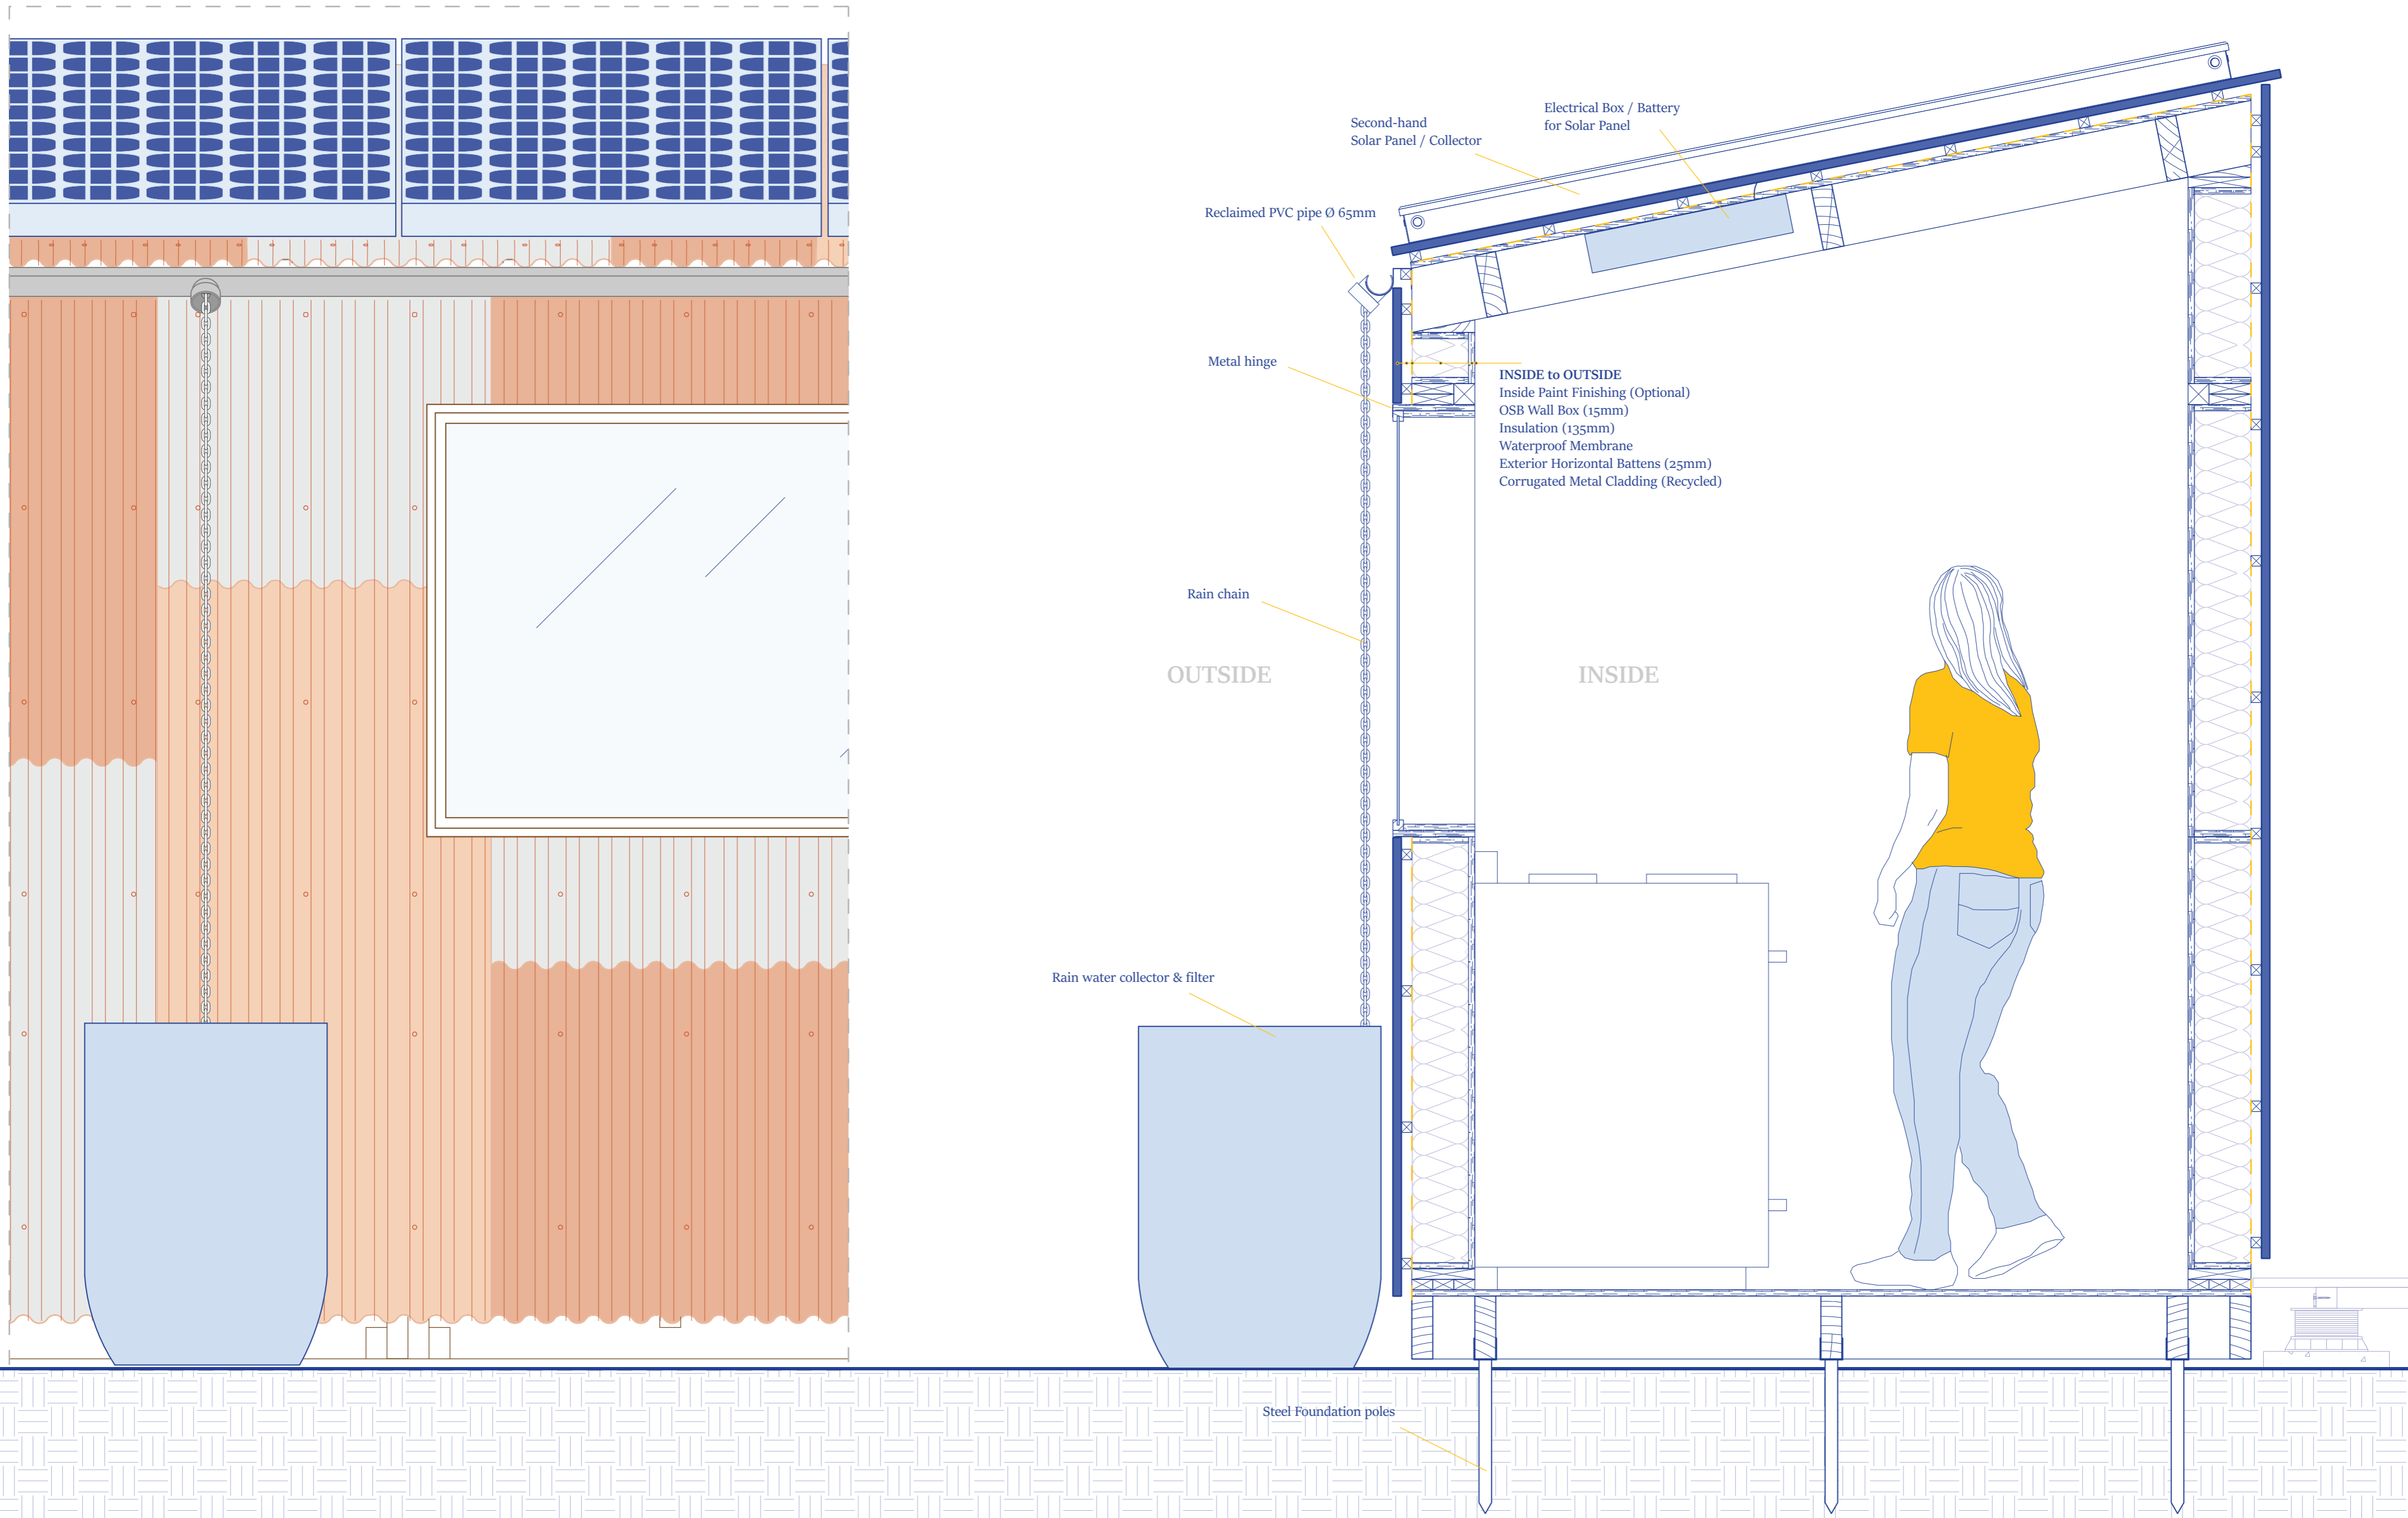 Electrical Box / Battery
for Solar Panel
Second-hand
Solar Panel / Collector
Reclaimed PVC pipe Ø 65mm
Metal hinge
INSIDE to OUTSIDE
Inside Paint Finishing (Optional)
OSB Wall Box (15mm)
Insulation (135mm)
Waterproof Membrane
Exterior Horizontal Battens (25mm)
Corrugated Metal Cladding (Recycled)
Rain chain
OUTSIDE
INSIDE
Rain water collector & filter
Steel Foundation poles